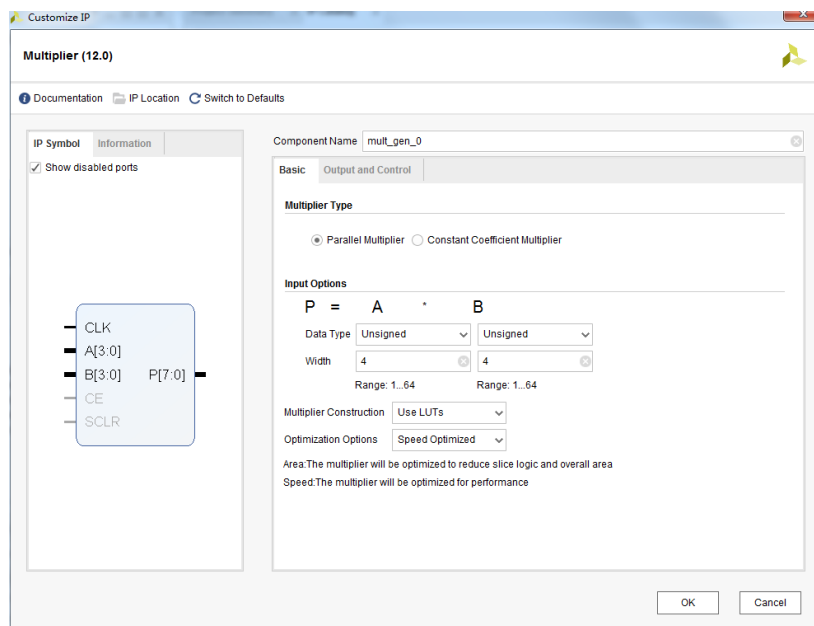 Customize IP
Multiplier (12.0)
Documentation IP Location Switch to Defaults
IP Symbol Information
Show disabled ports
CLK
A[3:0]
B[3:0] P[7:0]
CE
SCLR
Component Name mult_gen_0
Basic Output and Control
Multiplier Type
Parallel Multiplier Constant Coefficient Multiplier
Input Options
P = A * B
Data Type Unsigned Unsigned
Width 4 4
Range: 1...64 Range: 1...64
Multiplier Construction Use LUTs
Optimization Options Speed Optimized
Area:The multiplier will be optimized to reduce slice logic and overall area
Speed:The multiplier will be optimized for performance
OK Cancel